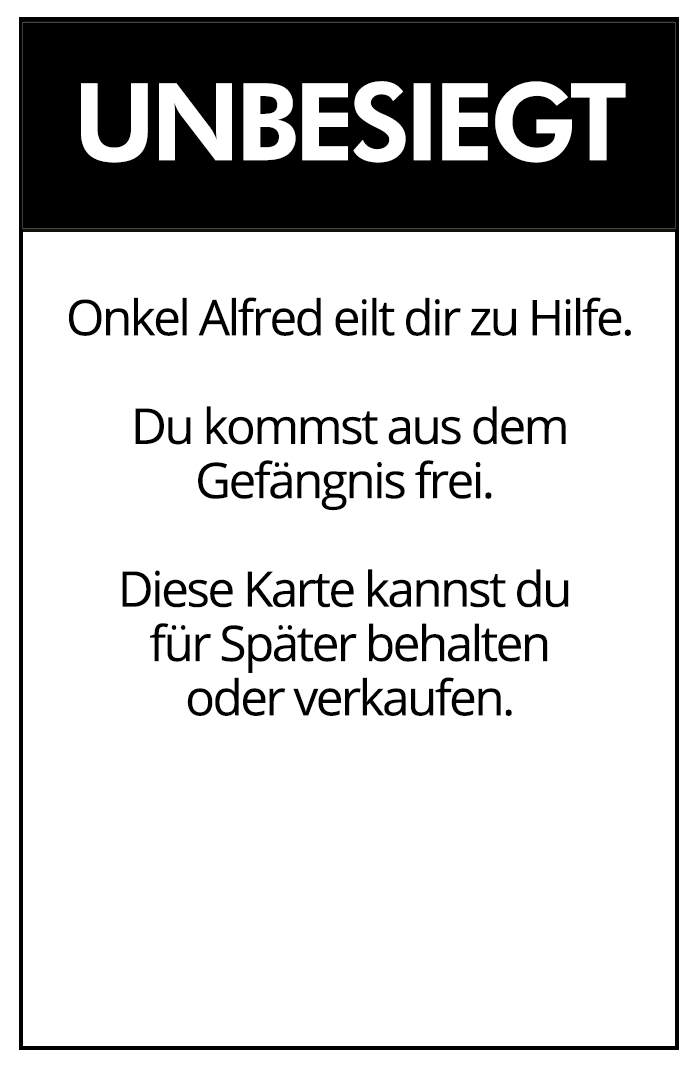 UNBESIEGT
Onkel Alfred eilt dir zu Hilfe.
Du kommst aus dem
Gefängnis frei.
Diese Karte kannst du
für Später behalten
oder verkaufen.